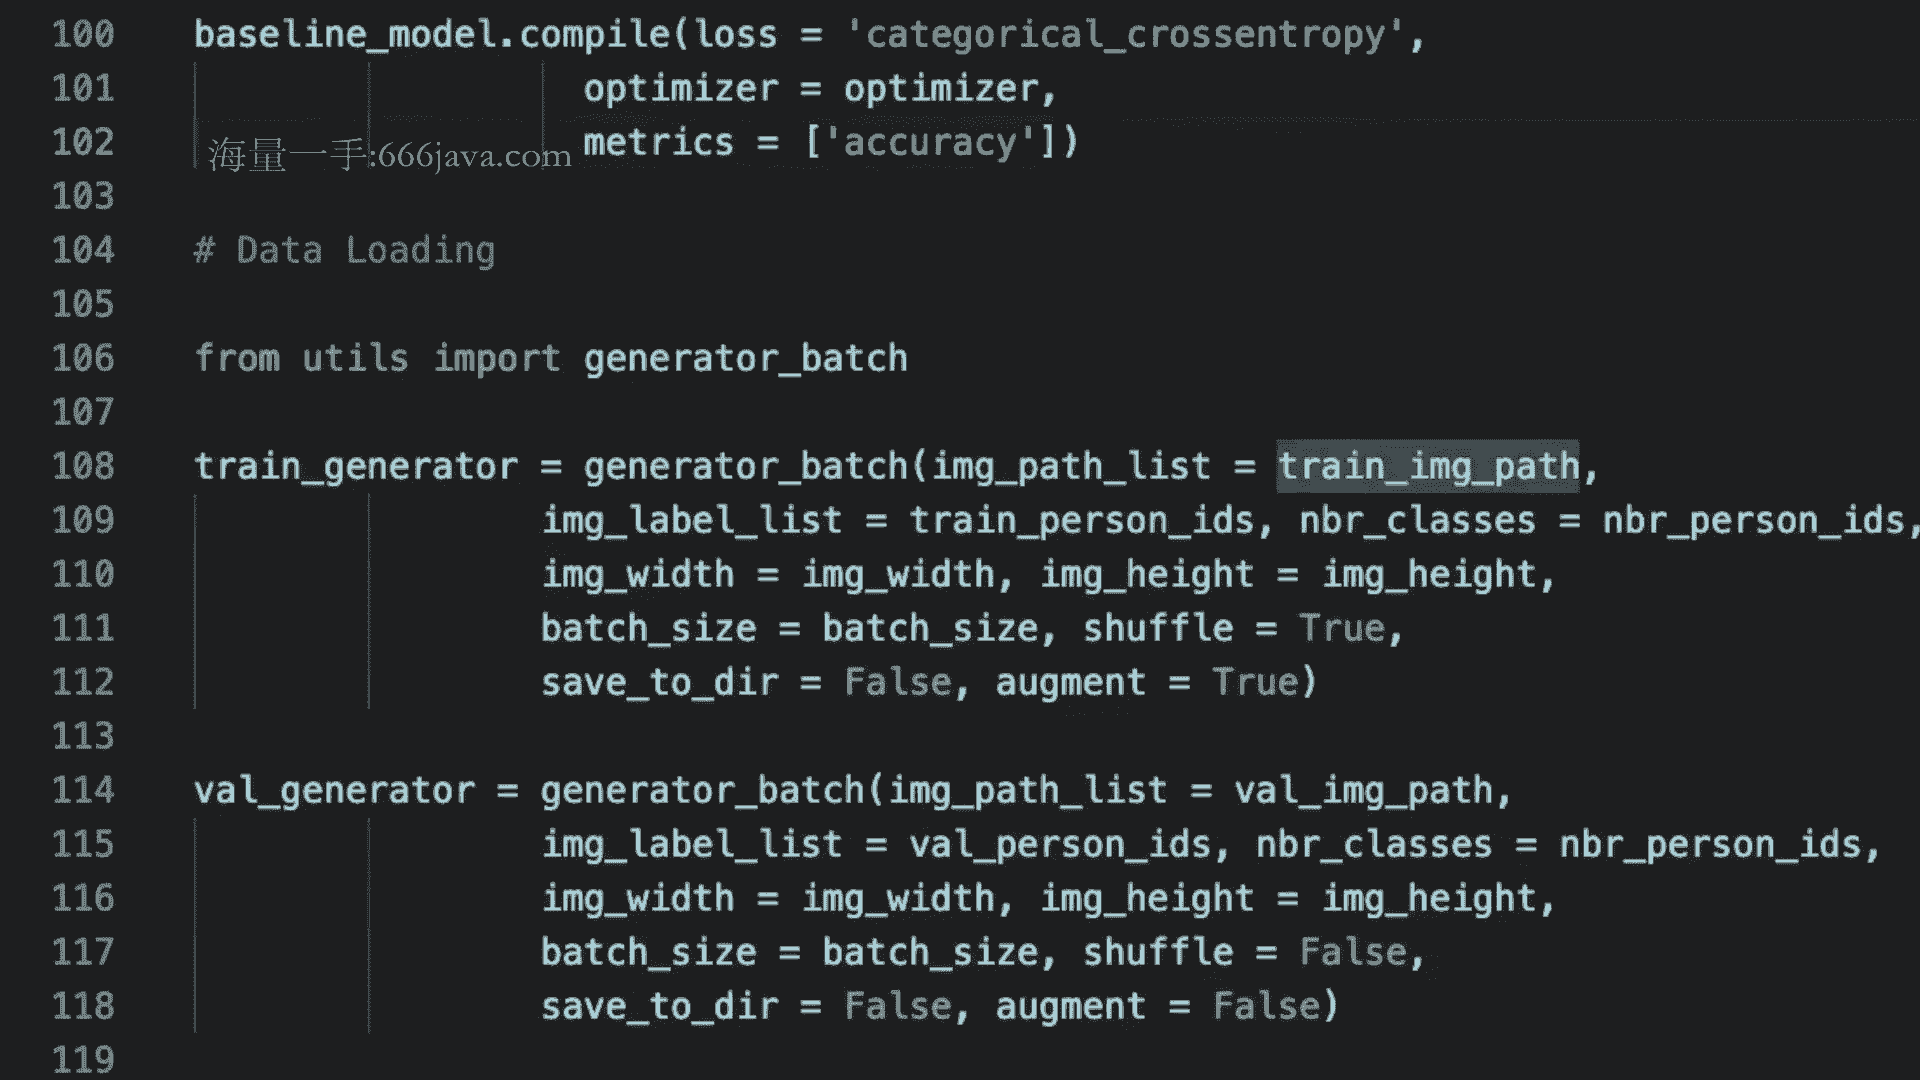 100 baseline_model.compile(loss = 'categorical_crossentropy',
101 optimizer = optimizer,
102 metrics = ['accuracy'])
海量一手:666java.com
103
104 # Data Loading
105
106 from utils import generator_batch
107
108 train_generator = generator_batch(img_path_list = train_img_path,
109 img_label_list = train_person_ids, nbr_classes = nbr_person_ids,
110 img_width = img_width, img_height = img_height,
111 batch_size = batch_size, shuffle = True,
112 save_to_dir = False, augment = True)
113
114 val_generator = generator_batch(img_path_list = val_img_path,
115 img_label_list = val_person_ids, nbr_classes = nbr_person_ids,
116 img_width = img_width, img_height = img_height,
117 batch_size = batch_size, shuffle = False,
118 save_to_dir = False, augment = False)
119